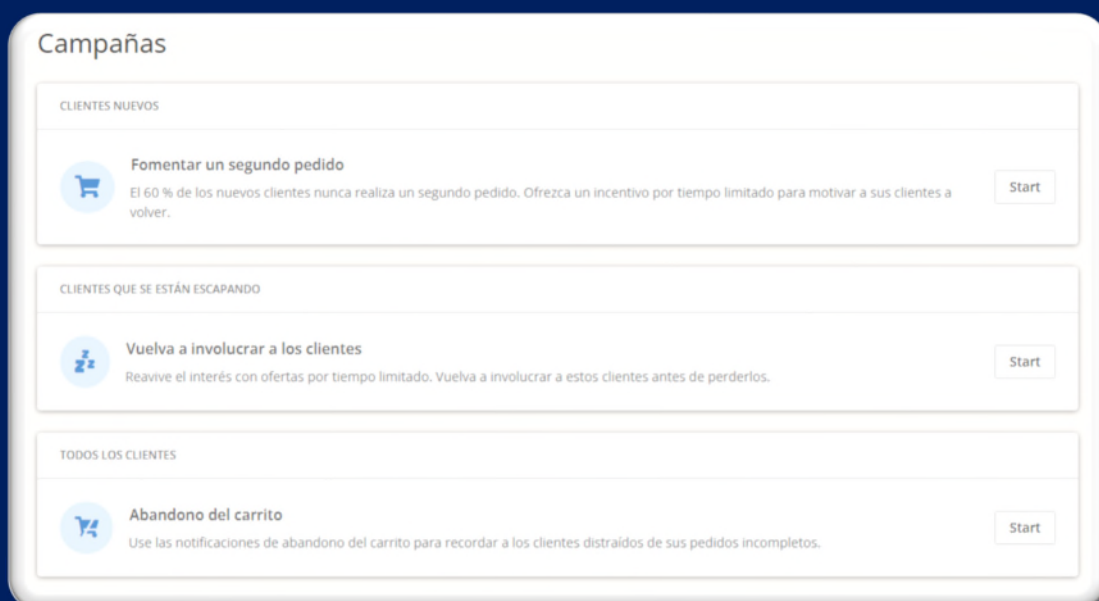 Campañas
CLIENTES NUEVOS
Fomentar un segundo pedido
El 60 % de los nuevos clientes nunca realiza un segundo pedido. Ofrezca un incentivo por tiempo limitado para motivar a sus clientes a
volver.
Start
CLIENTES QUE SE ESTÁN ESCAPANDO
Vuelva a involucrar a los clientes
Reavive el interés con ofertas por tiempo limitado. Vuelva a involucrar a estos clientes antes de perderlos.
Start
TODOS LOS CLIENTES
Abandono del carrito
Use las notificaciones de abandono del carrito para recordar a los clientes distraídos de sus pedidos incompletos.
Start